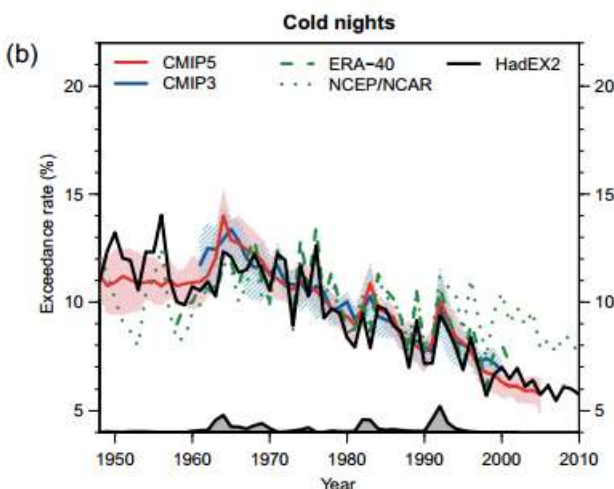 Cold nights
(b)
CMIP5
CMIP3
ERA−40
NCEP/NCAR
HadEX2
Exceedance rate (%)
20
15
10
5
20
15
10
5
1950 1960 1970 1980 1990 2000 2010
Year